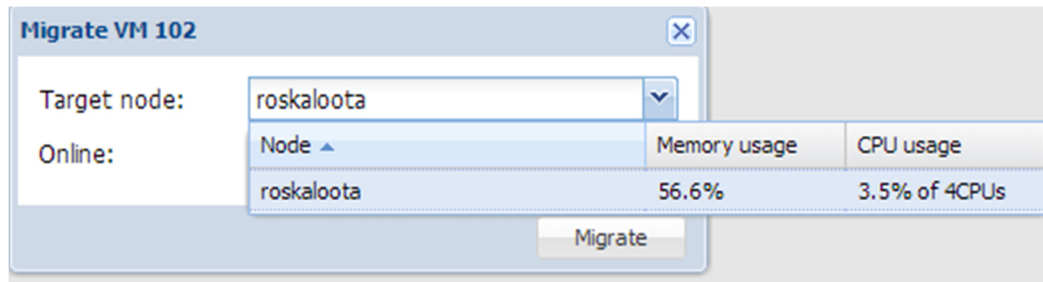 Migrate VM 102
Target node: roskaloota
Online:
Node Memory usage CPU usage
roskaloota 56.6% 3.5% of 4CPUs
Migrate